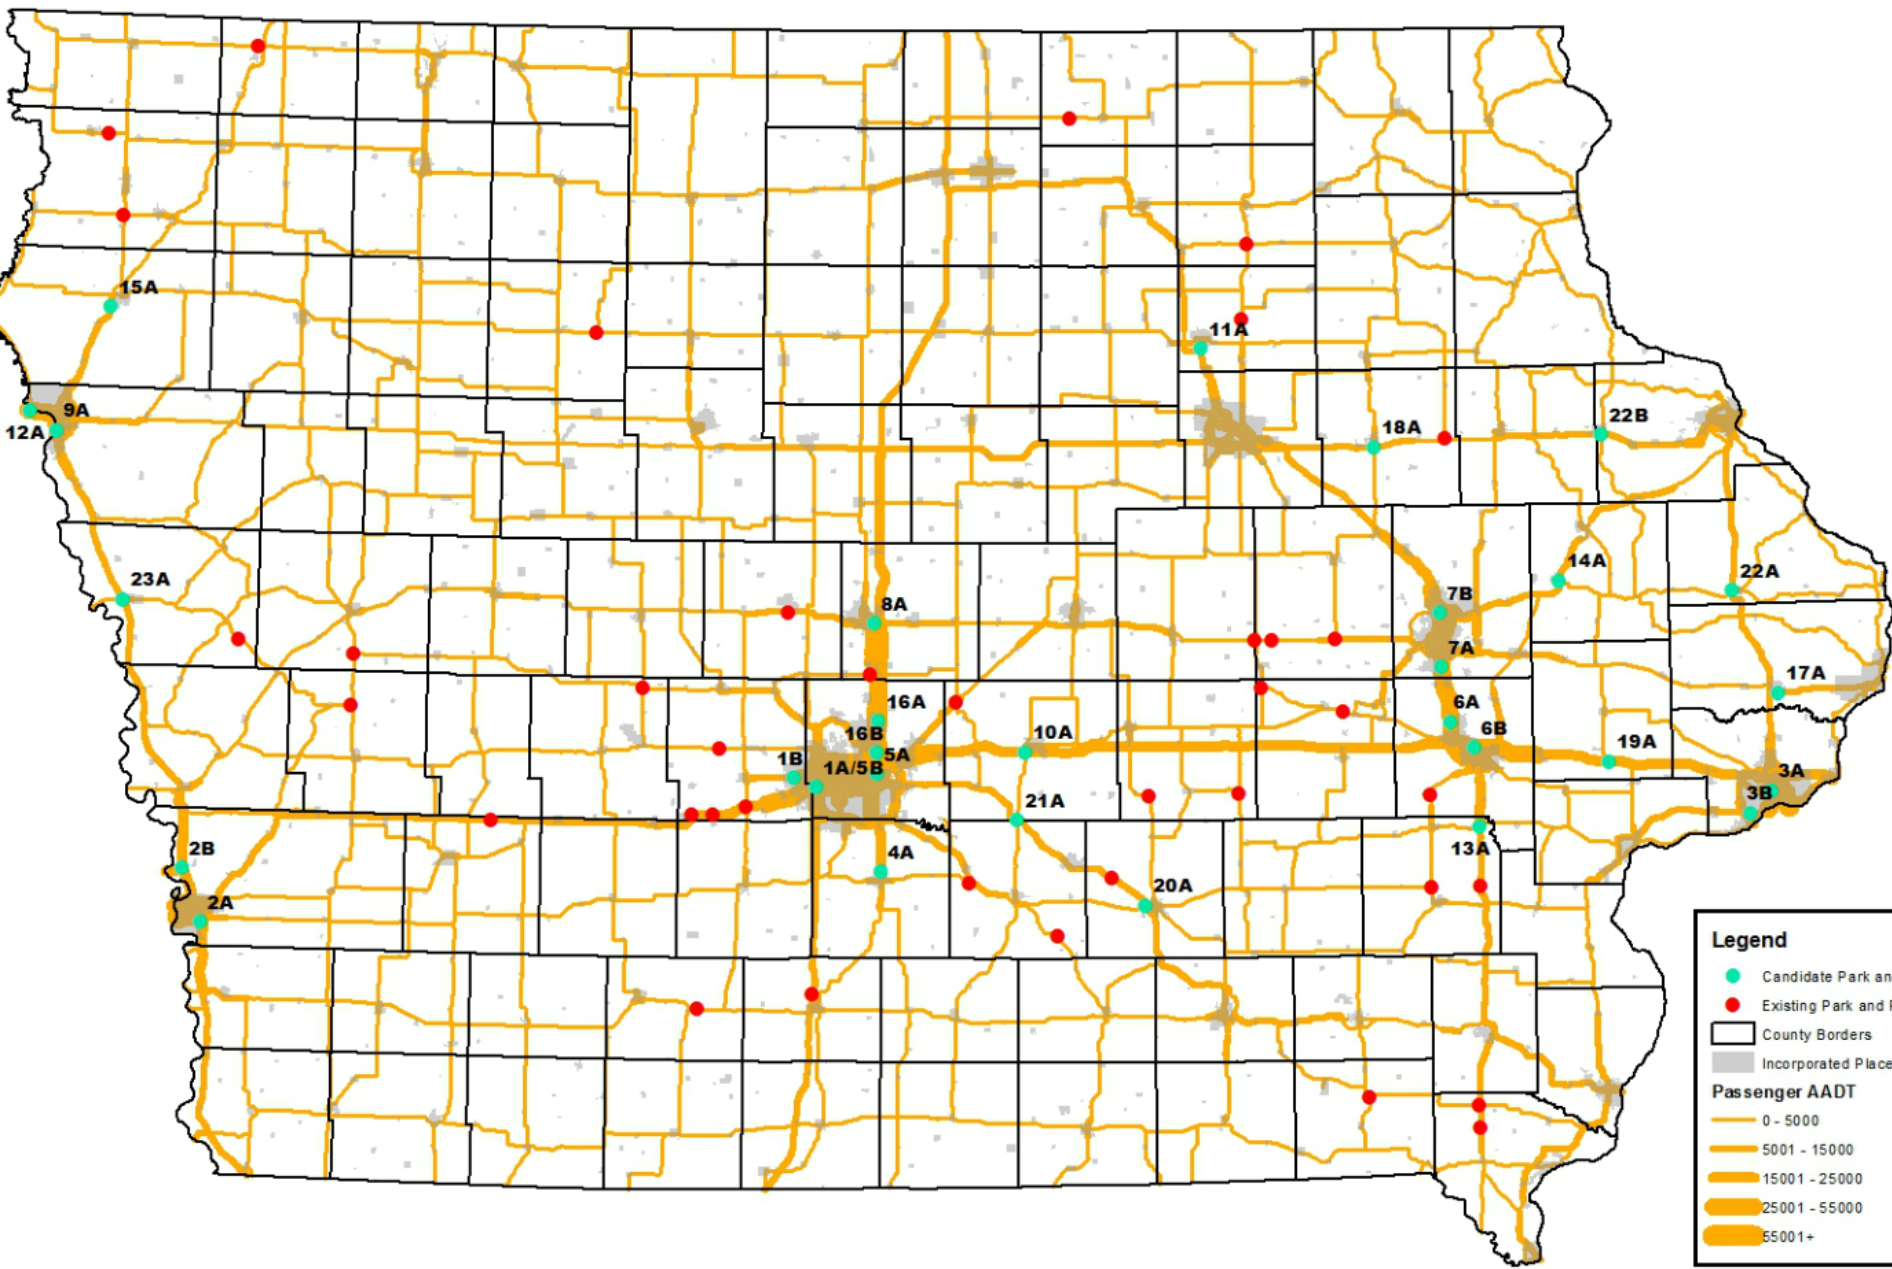 15A
11A
9A
12A
18A
22B
23A
14A
22A
8A
7B
7A
17A
16A
6A
16B
10A
6B
5A
19A
1B
1A/5B
3A
3B
21A
2B
4A
13A
20A
2A
Legend
Candidate Park an
Existing Park and
County Borders
Incorporated Place
Passenger AADT
0 - 5000
5001 - 15000
15001 - 25000
25001 - 55000
55001+